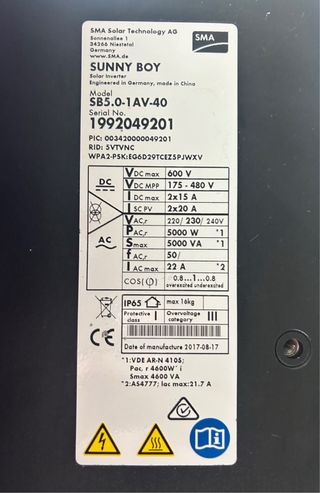 SMA Solar Technology AG
Sonnenallee 1
34266 Niestetal
Germany
www.SMA.de
SMA
SUNNY BOY
Solar Inverter
Engineered in Germany, made in China
Model
SB5.0-1AV-40
Serial No.
1992049201
PIC: 003420000049201
RID: 5VTVNC
WPA2-PSK:EG6D29TCEZ5PJWXV
DC VDC max 600 V
VDC MPP 175 - 480 V
IDC max 2x15 A
ISC PV 2x20 A
AC VAC,r 220/ 230/ 240V
PAC,r 5000 W *1
Smax 5000 VA *1
fAC,r 50/
IAC max 22 A *2
cos(φ) 0.8...1...0.8
overexcited underexcited
IP65 max 16kg
Protective class I Overvoltage category III
CE
Date of manufacture 2017-08-17
*1:VDE AR-N 4105;
Pac, r 4600W ;
Smax 4600 VA
*2:AS4777; Iac max:21.7 A
i